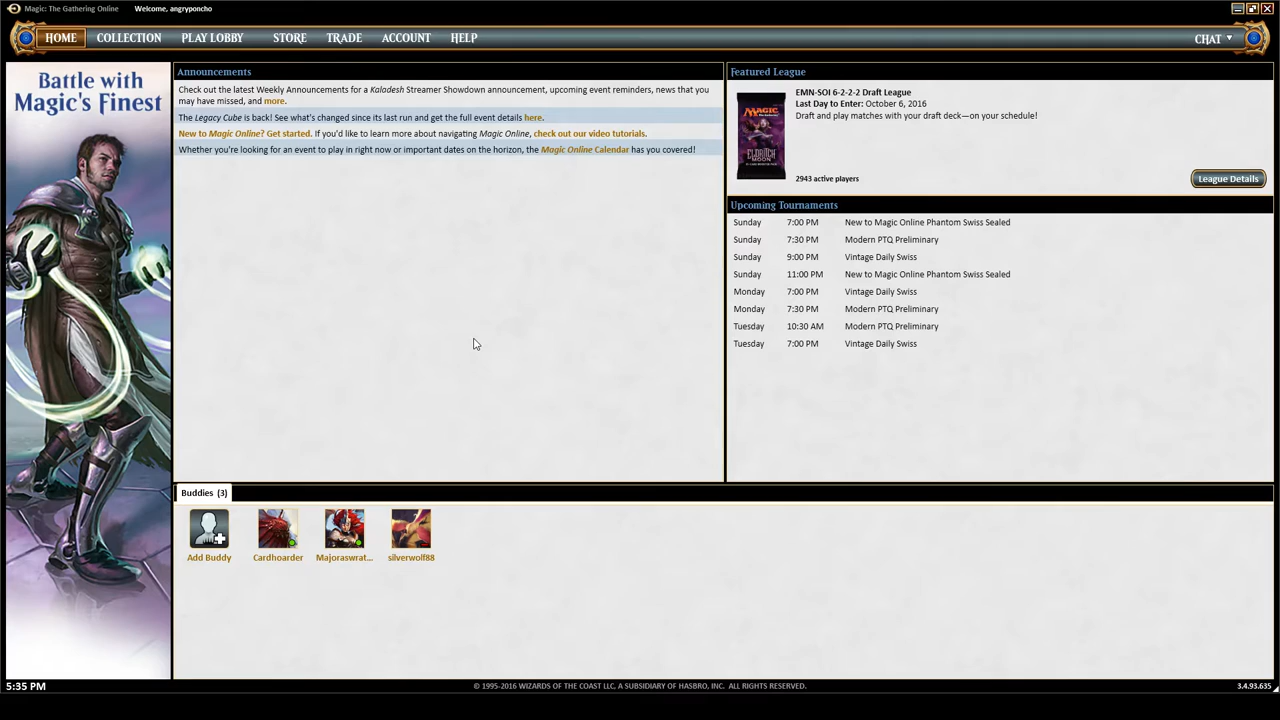 Magic: The Gathering Online Welcome, angryponcho
HOME COLLECTION PLAY LOBBY STORE TRADE ACCOUNT HELP CHAT
Battle with
Magic's Finest
Announcements
Check out the latest Weekly Announcements for a Kaladesh Streamer Showdown announcement, upcoming event reminders, news that you
may have missed, and more.
The Legacy Cube is back! See what's changed since its last run and get the full event details here.
New to Magic Online? Get started. If you'd like to learn more about navigating Magic Online, check out our video tutorials.
Whether you're looking for an event to play in right now or important dates on the horizon, the Magic Online Calendar has you covered!
Featured League
EMN-SOI 6-2-2-2 Draft League
Last Day to Enter: October 6, 2016
Draft and play matches with your draft deck—on your schedule!
MAGIC
ELDRITCH
MOON
2943 active players
League Details
Upcoming Tournaments
Sunday 7:00 PM New to Magic Online Phantom Swiss Sealed
Sunday 7:30 PM Modern PTQ Preliminary
Sunday 9:00 PM Vintage Daily Swiss
Sunday 11:00 PM New to Magic Online Phantom Swiss Sealed
Monday 7:00 PM Vintage Daily Swiss
Monday 7:30 PM Modern PTQ Preliminary
Tuesday 10:30 AM Modern PTQ Preliminary
Tuesday 7:00 PM Vintage Daily Swiss
Buddies (3)
Add Buddy Cardhoarder Majoraswrat... silverwolf88
5:35 PM © 1995-2016 WIZARDS OF THE COAST LLC, A SUBSIDIARY OF HASBRO, INC. ALL RIGHTS RESERVED. 3.4.93.635